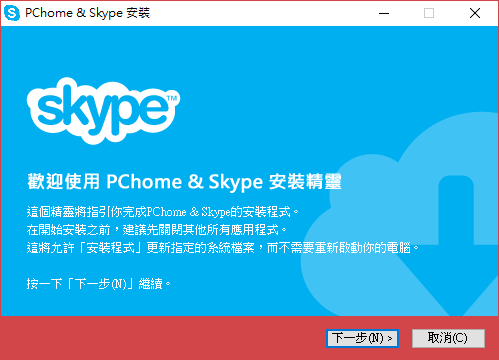 PChome & Skype 安裝
skype™
歡迎使用 PChome & Skype 安裝精靈
這個精靈將指引你完成PChome & Skype的安裝程式。
在開始安裝之前，建議先關閉其他所有應用程式。
這將允許「安裝程式」更新指定的系統檔案，而不需要重新啟動你的電腦。
按一下「下一步(N)」繼續。
下一步(N) >
取消(C)